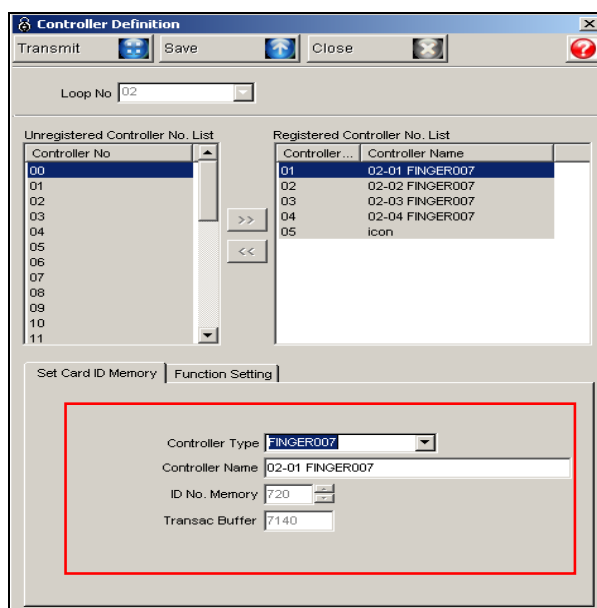 Controller Definition
Transmit Save Close
Loop No 02
Unregistered Controller No. List Registered Controller No. List
Controller No Controller... Controller Name
00 01 02-01 FINGER007
01 02 02-02 FINGER007
02 03 02-03 FINGER007
03 04 02-04 FINGER007
04 05 icon
05
06
07
08
09
10
11
>>
<<
Set Card ID Memory Function Setting
Controller Type FINGER007
Controller Name 02-01 FINGER007
ID No. Memory 720
Transac Buffer 7140